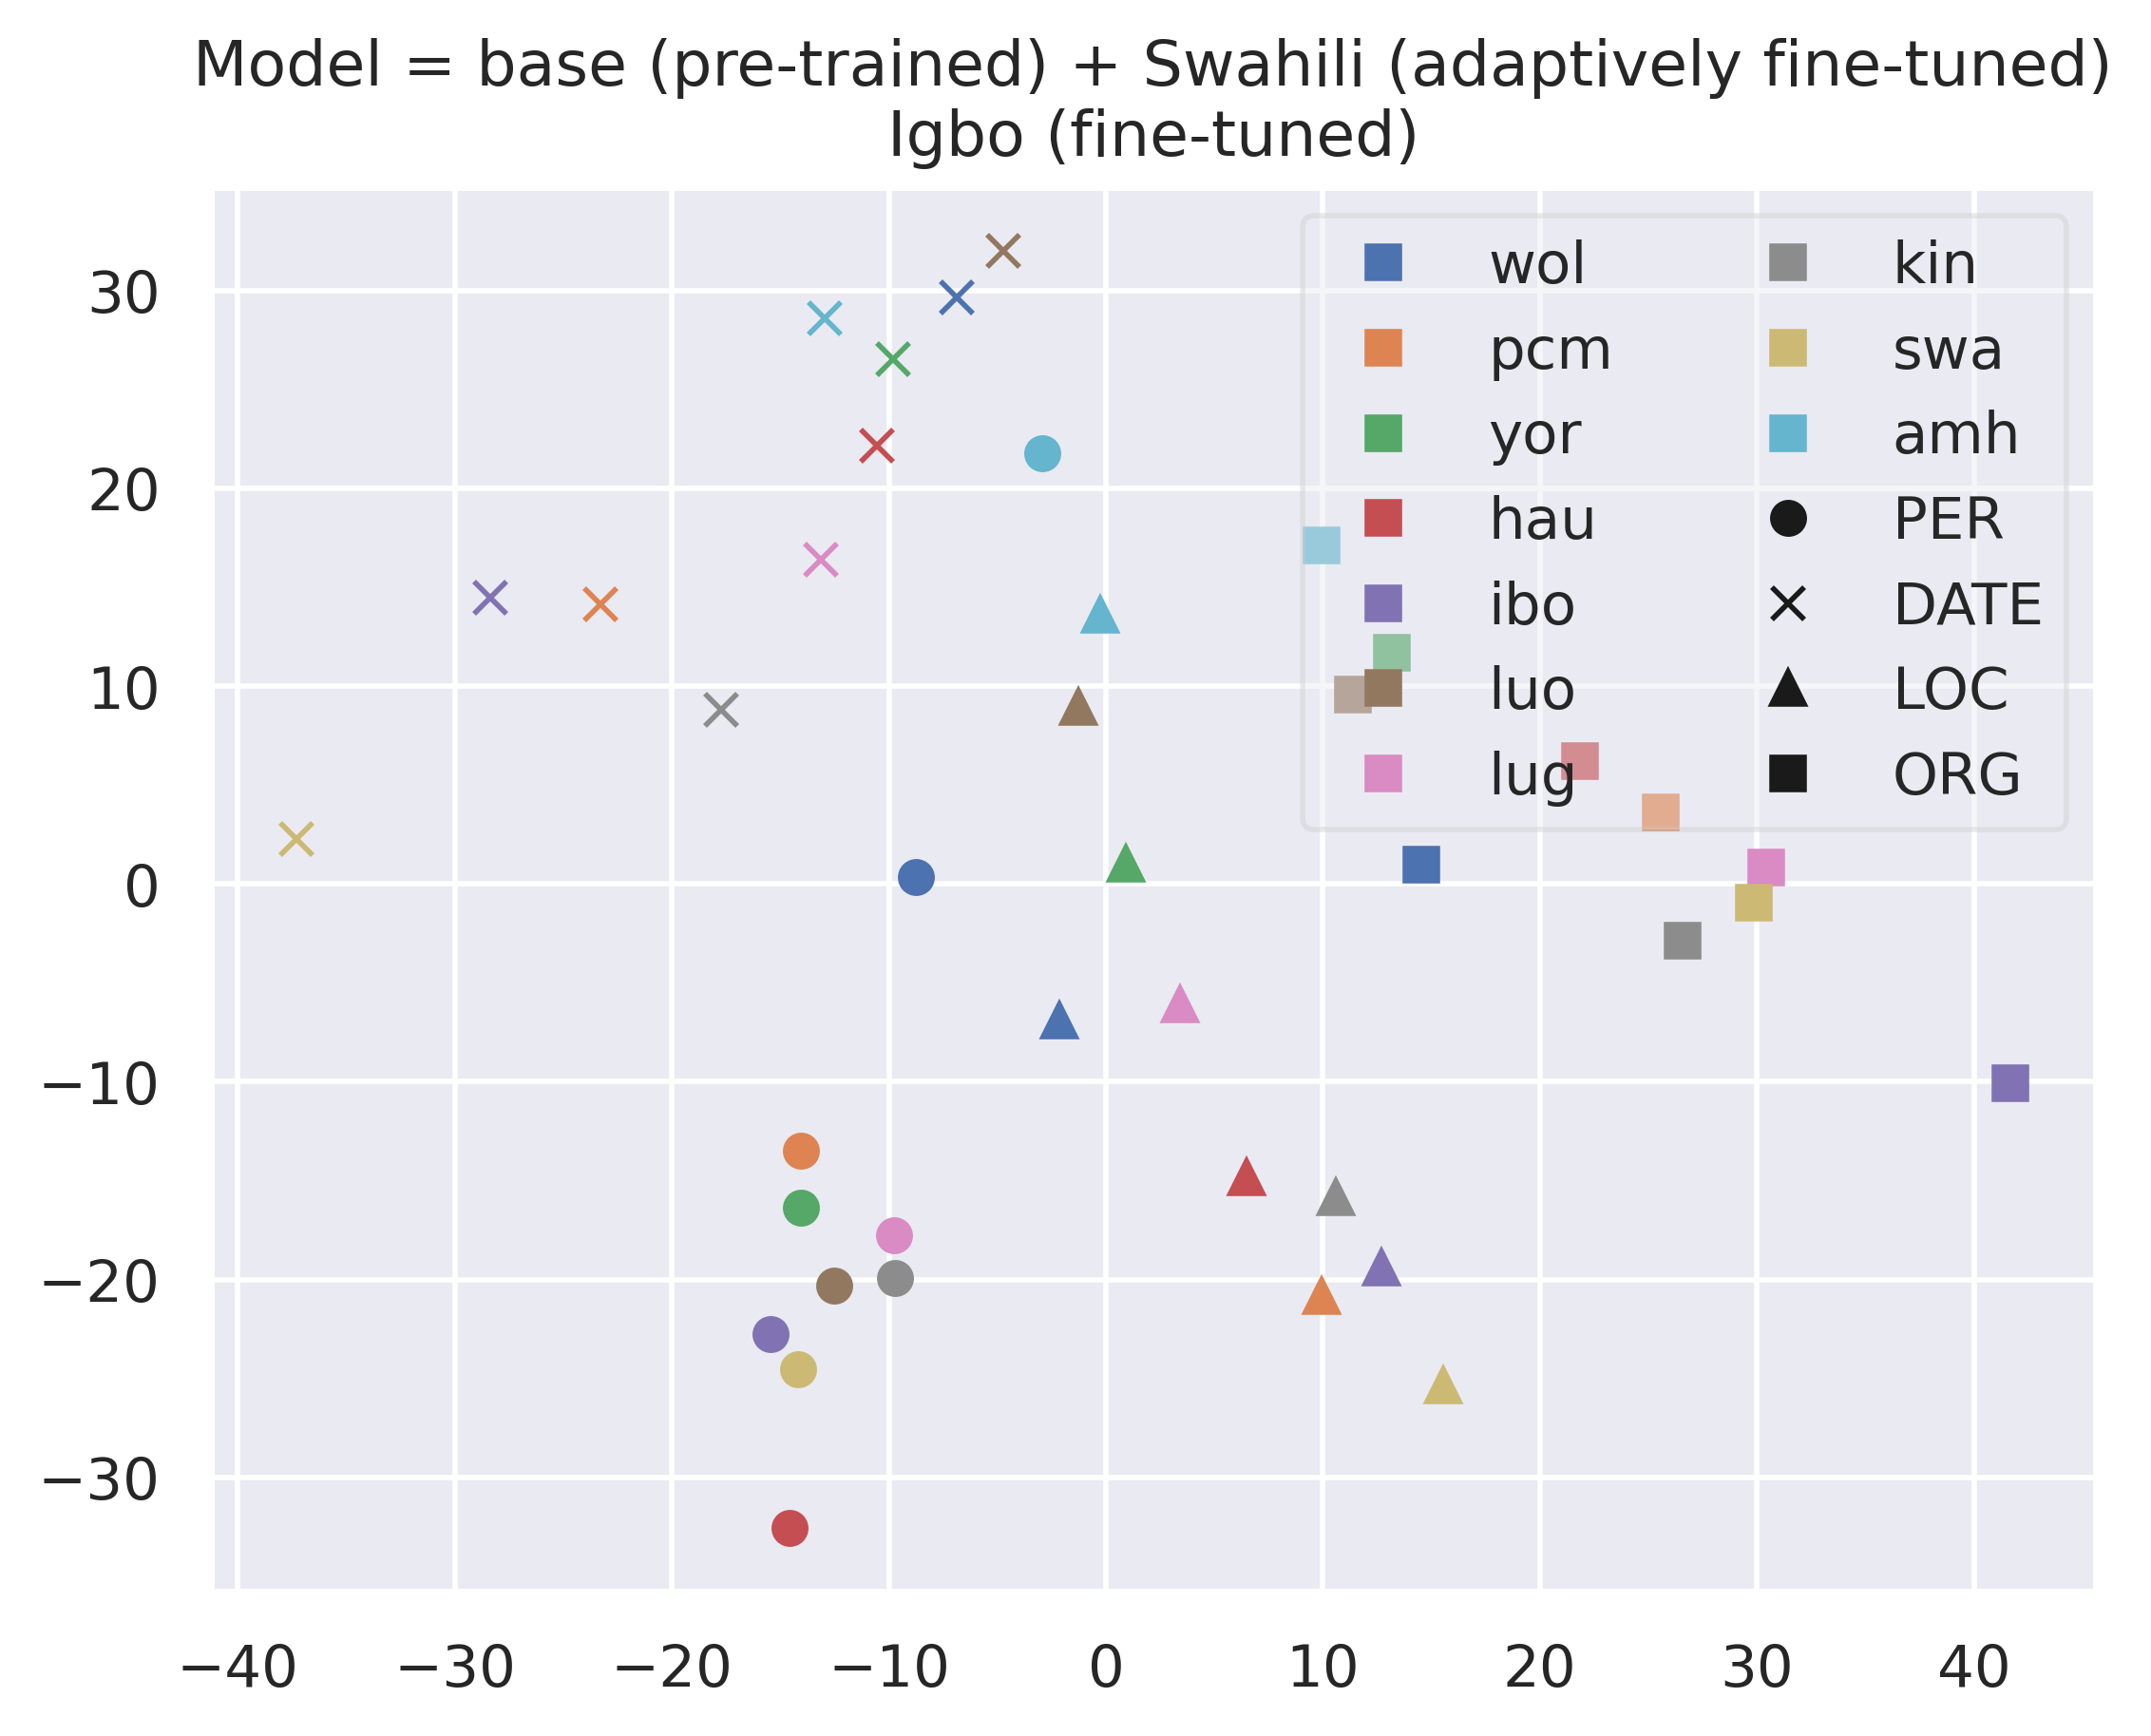 Model = base (pre-trained) + Swahili (adaptively fine-tuned)
Igbo (fine-tuned)
wol
pcm
yor
hau
ibo
luo
lug
kin
swa
amh
PER
DATE
LOC
ORG
30
20
10
0
−10
−20
−30
−40 −30 −20 −10 0 10 20 30 40